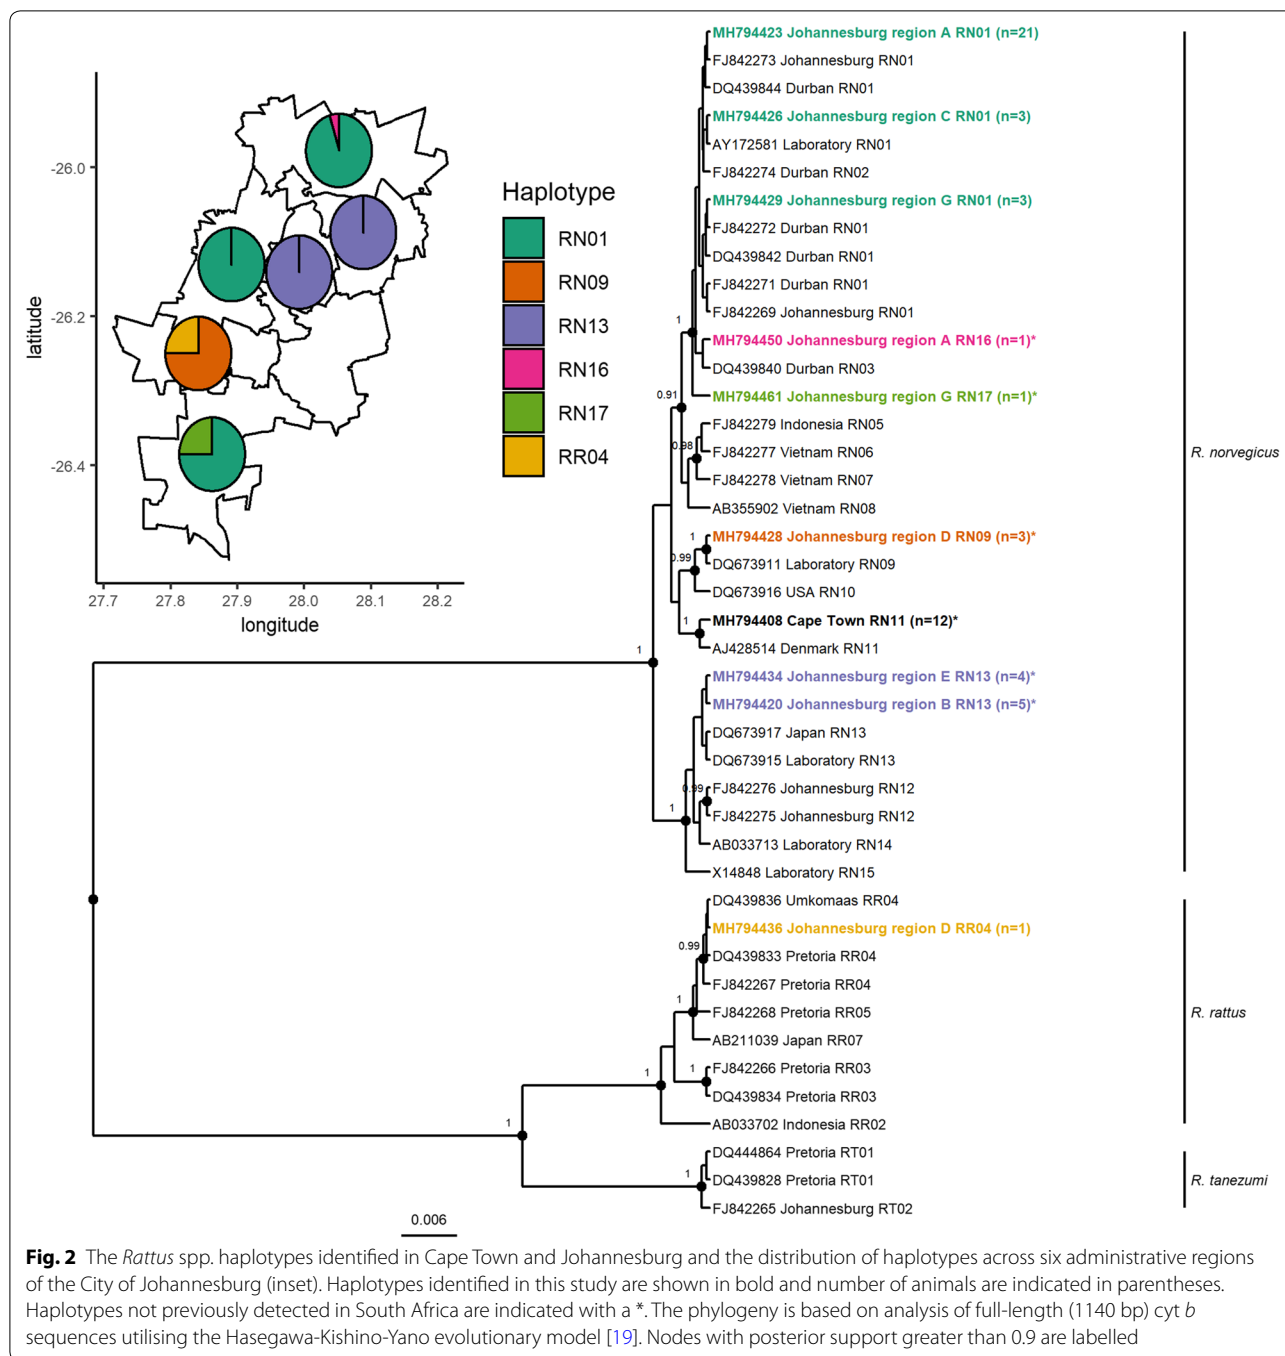 MH794423 Johannesburg region A RN01 (n=21)
FJ842273 Johannesburg RN01
DQ439844 Durban RN01
MH794426 Johannesburg region C RN01 (n=3)
AY172581 Laboratory RN01
FJ842274 Durban RN02
MH794429 Johannesburg region G RN01 (n=3)
FJ842272 Durban RN01
DQ439842 Durban RN01
FJ842271 Durban RN01
FJ842269 Johannesburg RN01
MH794450 Johannesburg region A RN16 (n=1)*
DQ439840 Durban RN03
MH794461 Johannesburg region G RN17 (n=1)*
FJ842279 Indonesia RN05
FJ842277 Vietnam RN06
FJ842278 Vietnam RN07
AB355902 Vietnam RN08
MH794428 Johannesburg region D RN09 (n=3)*
DQ673911 Laboratory RN09
DQ673916 USA RN10
MH794408 Cape Town RN11 (n=12)*
AJ428514 Denmark RN11
MH794434 Johannesburg region E RN13 (n=4)*
MH794420 Johannesburg region B RN13 (n=5)*
DQ673917 Japan RN13
DQ673915 Laboratory RN13
FJ842276 Johannesburg RN12
FJ842275 Johannesburg RN12
AB033713 Laboratory RN14
X14848 Laboratory RN15
DQ439836 Umkomaas RR04
MH794436 Johannesburg region D RR04 (n=1)
DQ439833 Pretoria RR04
FJ842267 Pretoria RR04
FJ842268 Pretoria RR05
AB211039 Japan RR07
FJ842266 Pretoria RR03
DQ439834 Pretoria RR03
AB033702 Indonesia RR02
DQ444864 Pretoria RT01
DQ439828 Pretoria RT01
FJ842265 Johannesburg RT02
R. norvegicus
R. rattus
R. tanezumi
1
0.91
0.98
1
0.99
1
1
0.99
1
0.99
1
1
1
1
1
0.006
latitude
-26.0
-26.2
-26.4
27.7 27.8 27.9 28.0 28.1 28.2
longitude
Haplotype
RN01
RN09
RN13
RN16
RN17
RR04
Fig. 2 The Rattus spp. haplotypes identified in Cape Town and Johannesburg and the distribution of haplotypes across six administrative regions
of the City of Johannesburg (inset). Haplotypes identified in this study are shown in bold and number of animals are indicated in parentheses.
Haplotypes not previously detected in South Africa are indicated with a *. The phylogeny is based on analysis of full-length (1140 bp) cyt b
sequences utilising the Hasegawa-Kishino-Yano evolutionary model [19]. Nodes with posterior support greater than 0.9 are labelled